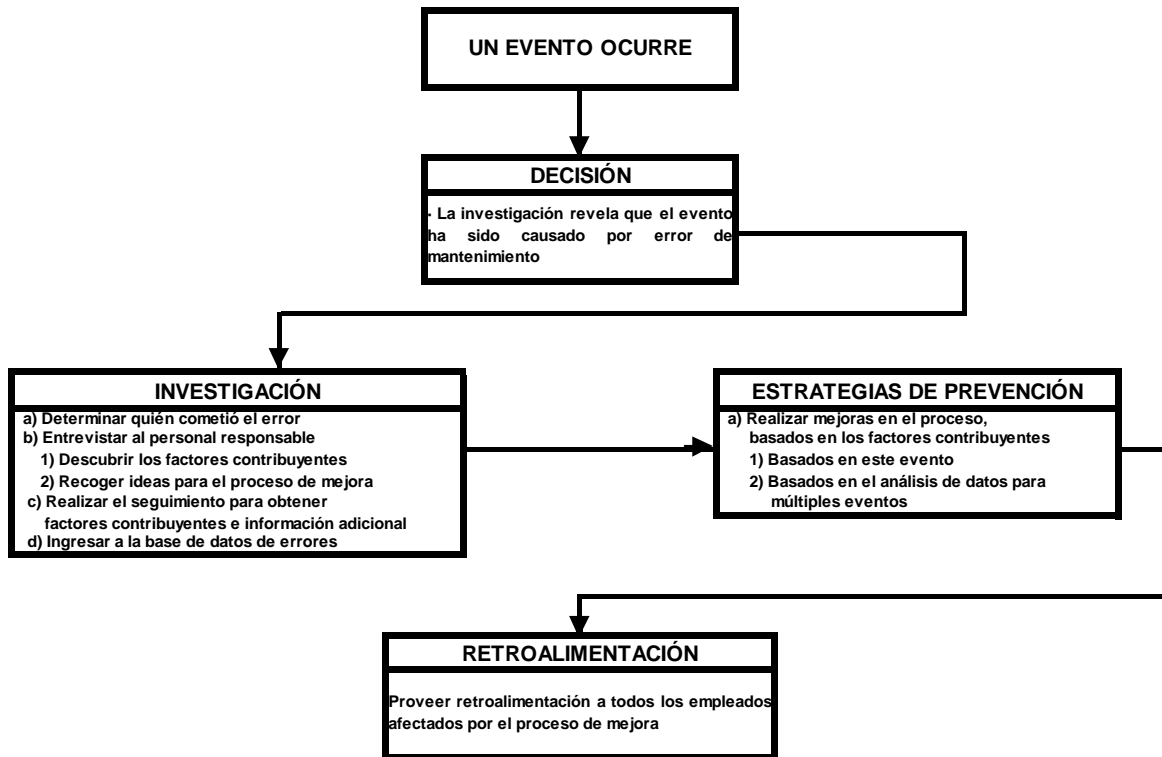 UN EVENTO OCURRE
DECISIÓN
- La investigación revela que el evento
ha sido causado por error de
mantenimiento
INVESTIGACIÓN
a) Determinar quién cometió el error
b) Entrevistar al personal responsable
1) Descubrir los factores contribuyentes
2) Recoger ideas para el proceso de mejora
c) Realizar el seguimiento para obtener
factores contribuyentes e información adicional
d) Ingresar a la base de datos de errores
ESTRATEGIAS DE PREVENCIÓN
a) Realizar mejoras en el proceso,
basados en los factores contribuyentes
1) Basados en este evento
2) Basados en el análisis de datos para
múltiples eventos
RETROALIMENTACIÓN
Proveer retroalimentación a todos los empleados
afectados por el proceso de mejora